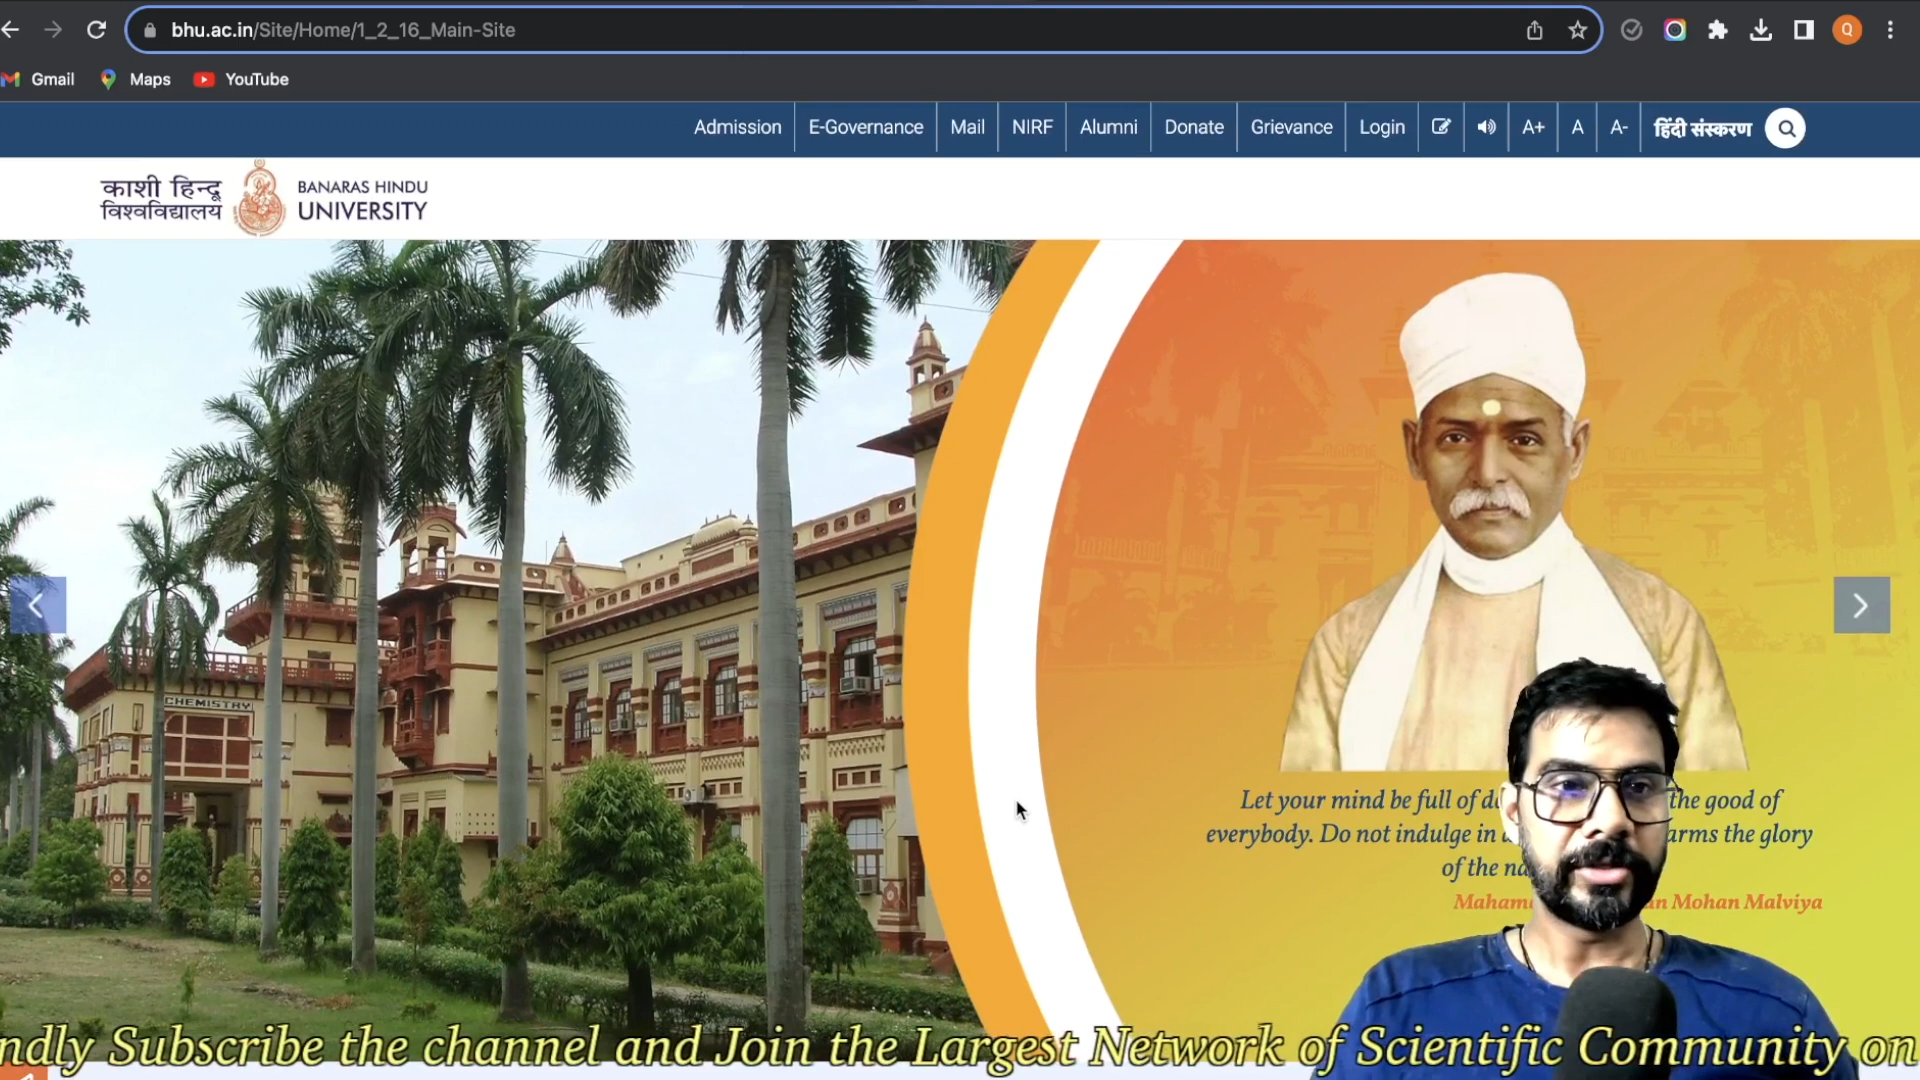 bhu.ac.in/Site/Home/1_2_16_Main-Site
Q
Gmail Maps YouTube
Admission E-Governance Mail NIRF Alumni Donate Grievance Login A+ A A- हिंदी संस्करण
काशी हिन्दू
विश्वविद्यालय
BANARAS HINDU
UNIVERSITY
CHEMISTRY
Let your mind be full of the good of
everybody. Do not indulge in the glory
of the
Mohan Malviya
Subscribe the channel and Join the Largest Network of Scientific Community on